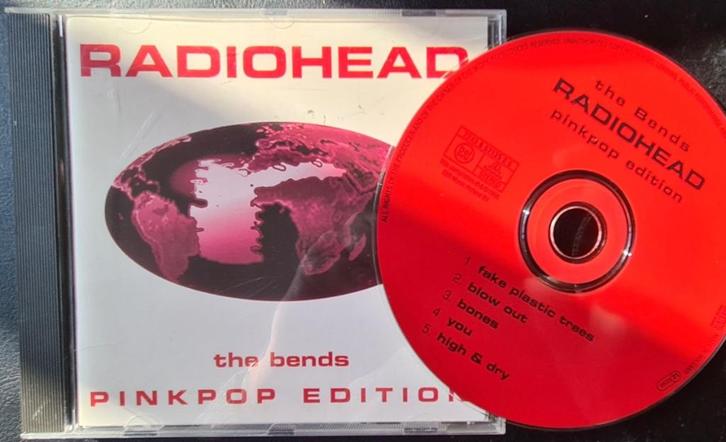 RADIOHEAD
the bends
PINKPOP EDITION
the Bends
RADIOHEAD
pinkpop edition
1 fake plastic trees
2 blow out
3 bones
4 you
5 high & dry